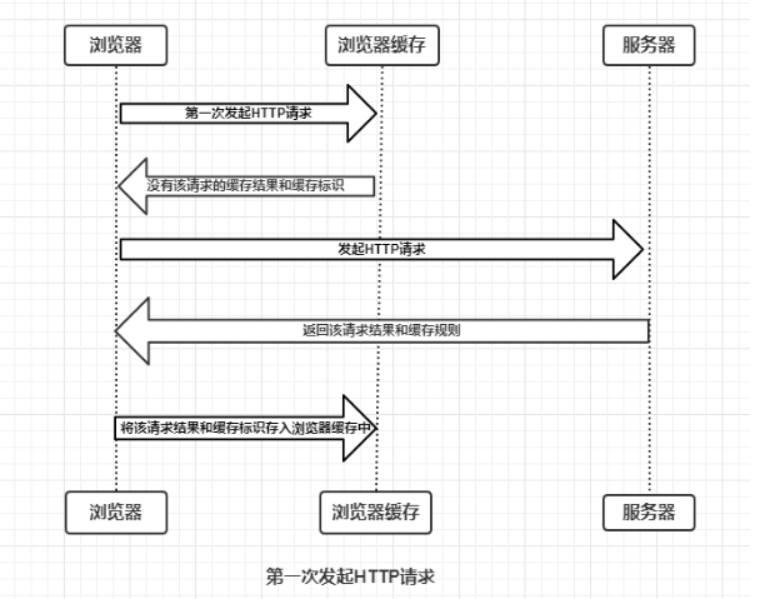 浏览器
浏览器缓存
服务器
第一次发起HTTP请求
没有该请求的缓存结果和缓存标识
发起HTTP请求
返回该请求结果和缓存规则
将该请求结果和缓存标识存入浏览器缓存中
浏览器
浏览器缓存
服务器
第一次发起HTTP请求